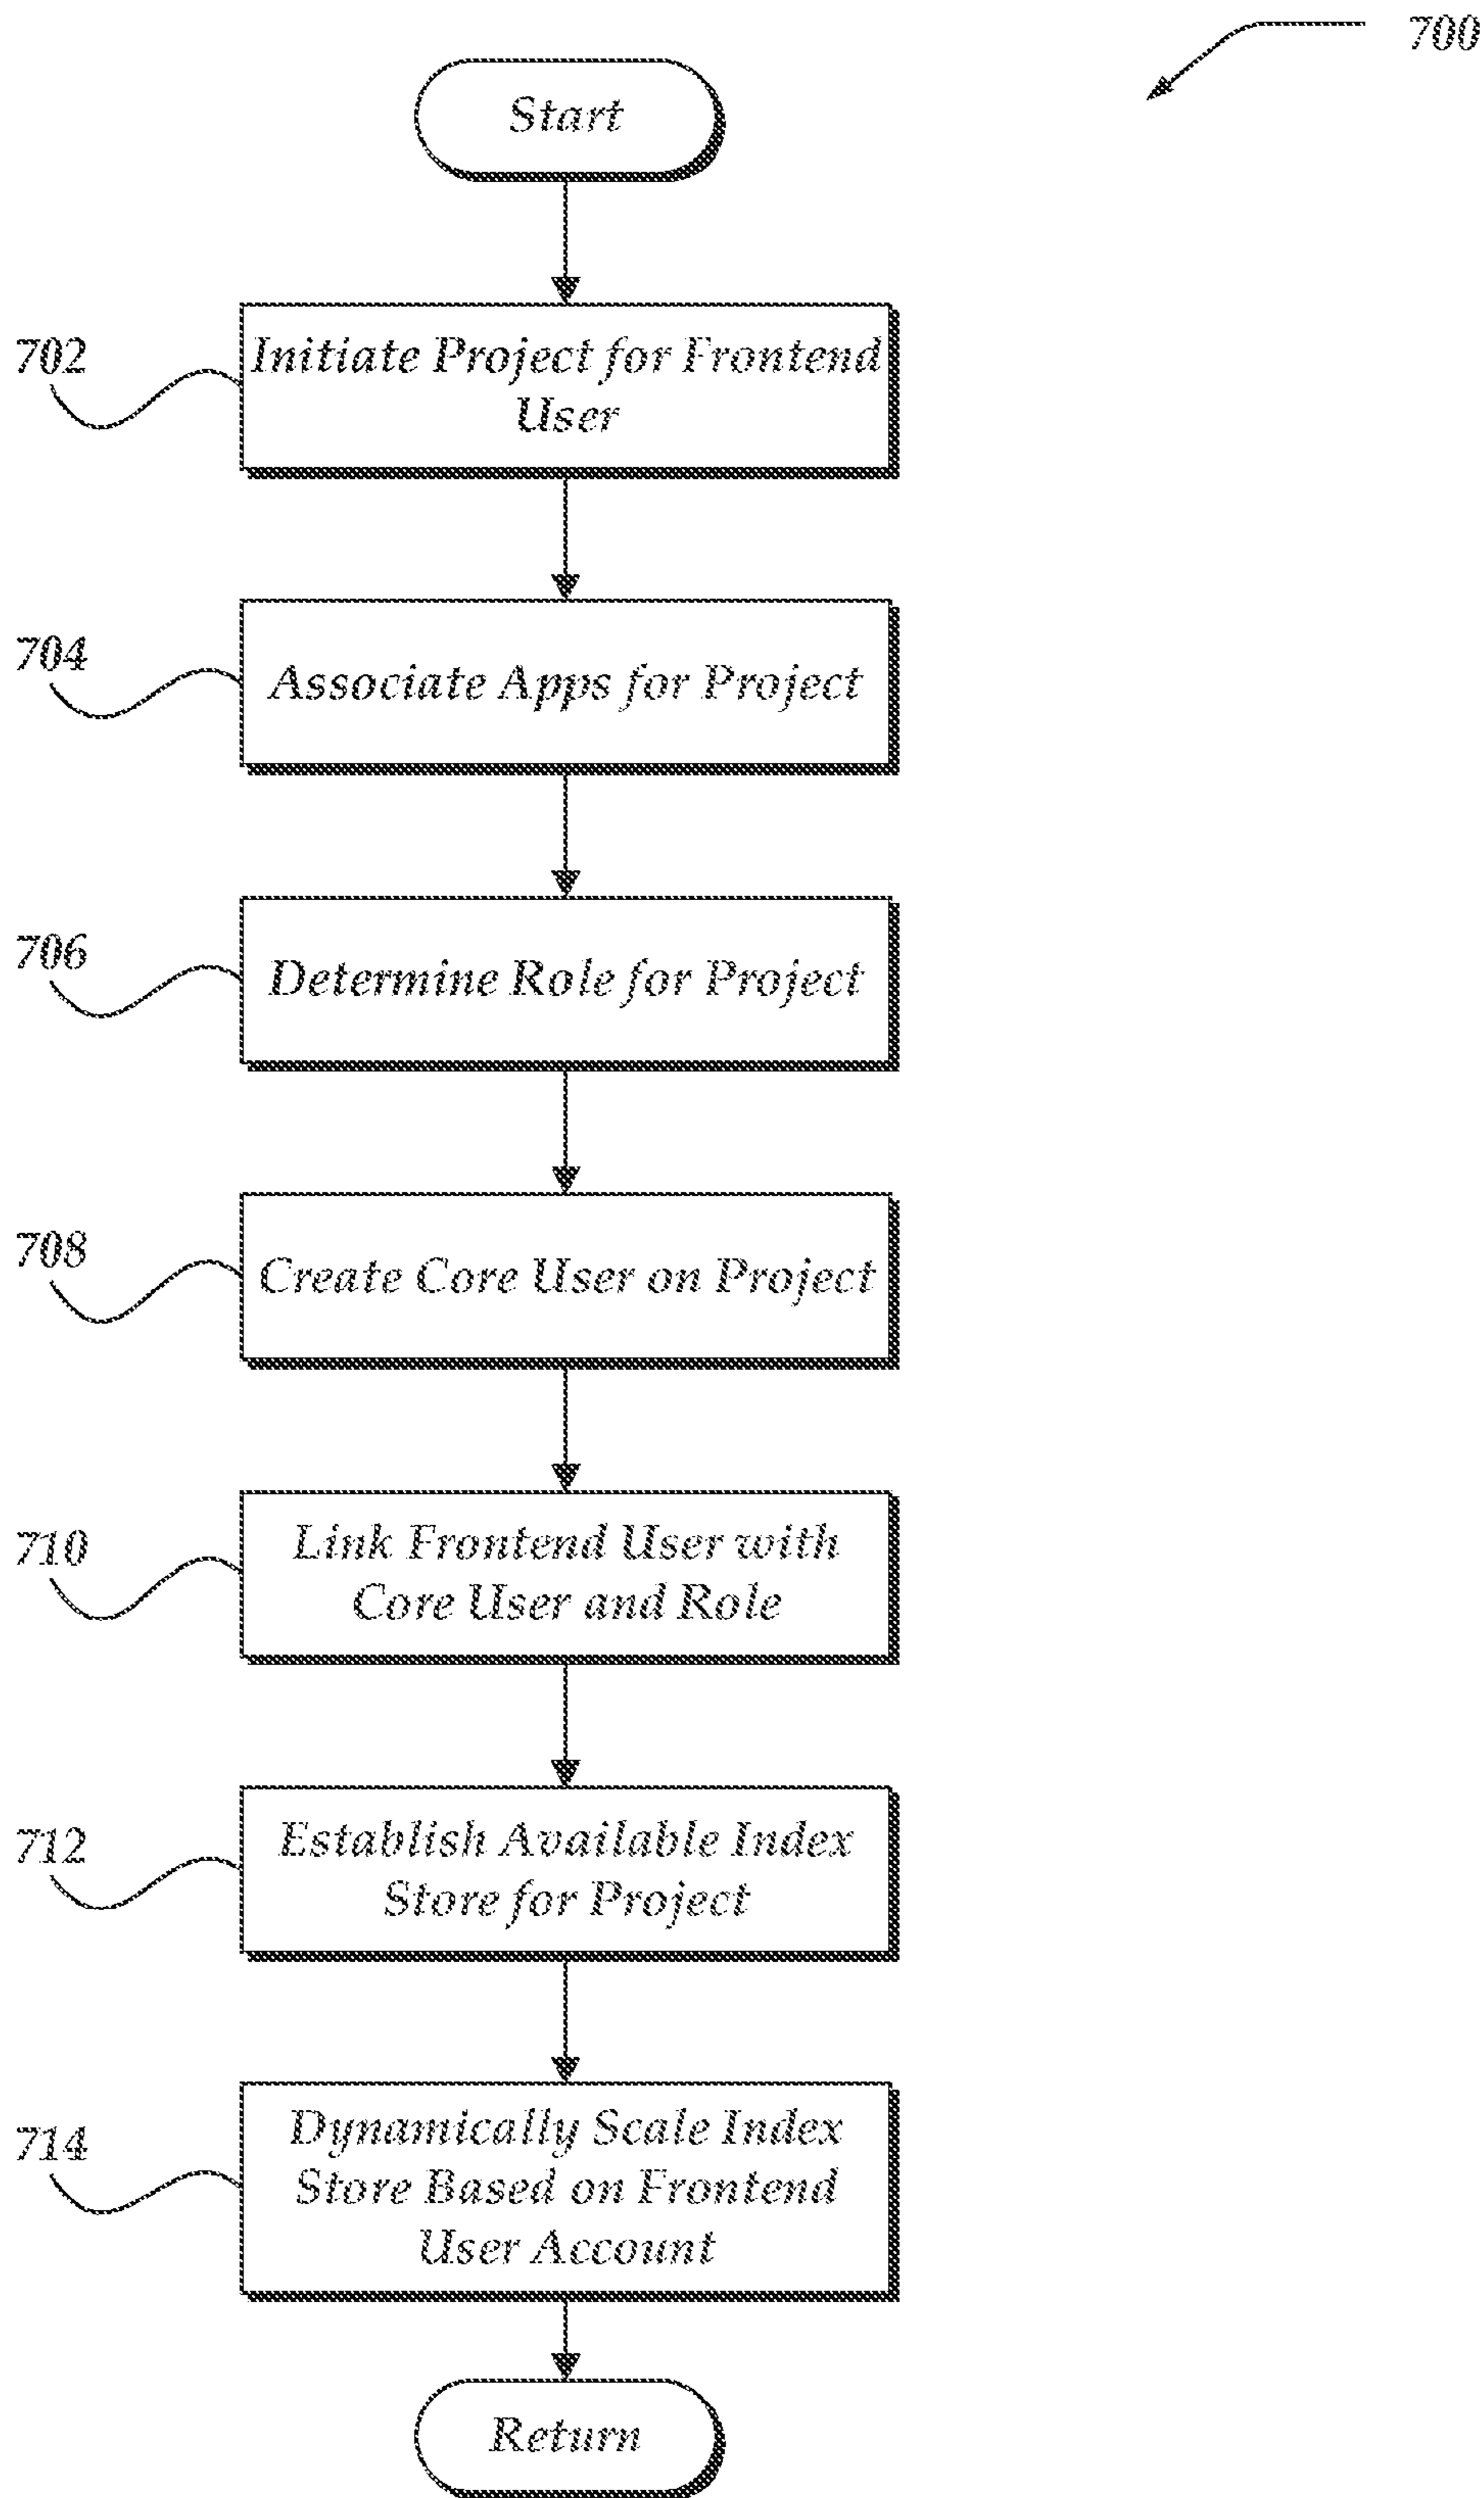 700
Start
702
Initiate Project for Frontend
User
704
Associate Apps for Project
706
Determine Role for Project
708
Create Core User on Project
710
Link Frontend User with
Core User and Role
712
Establish Available Index
Store for Project
714
Dynamically Scale Index
Store Based on Frontend
User Account
Return